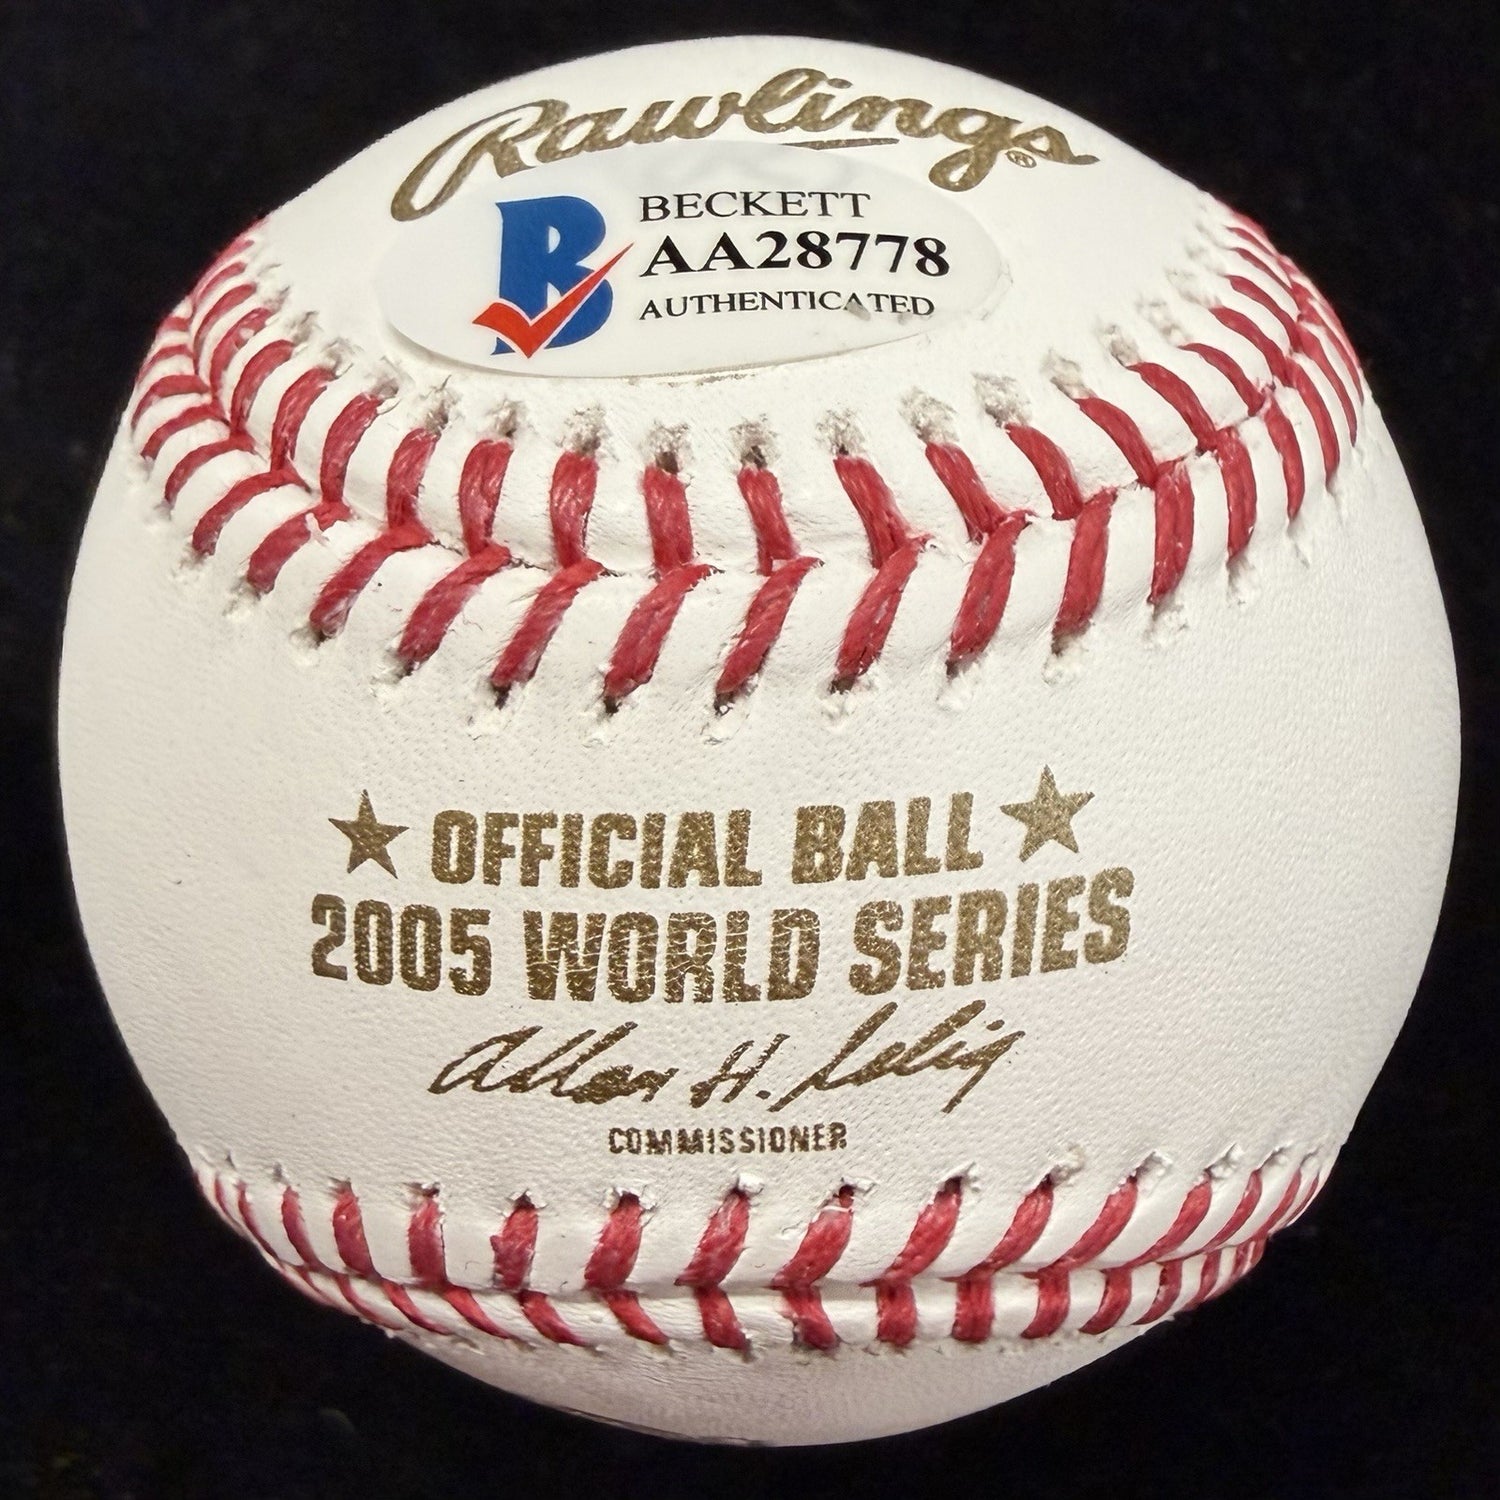 Rawlings®
BECKETT
AA28778
AUTHENTICATED
OFFICIAL BALL
2005 WORLD SERIES
Allan H. Selig
COMMISSIONER